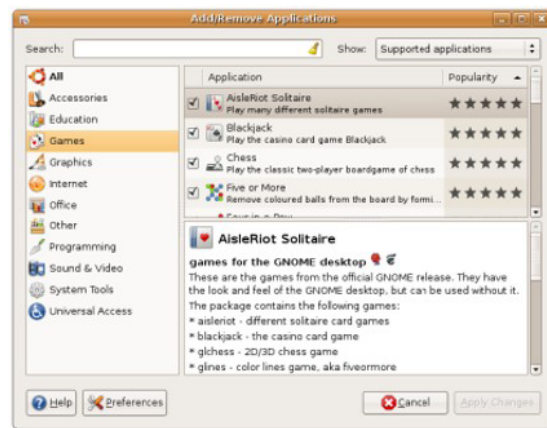 Add/Remove Applications
Search:
Show: Supported applications
All
Accessories
Education
Games
Graphics
Internet
Office
Other
Programming
Sound & Video
System Tools
Universal Access
Application Popularity
AisleRiot Solitaire
Play many different solitaire games
Blackjack
Play the casino card game Blackjack
Chess
Play the classic two-player boardgame of chess
Five or More
Remove coloured balls from the board by formi...
AisleRiot Solitaire
games for the GNOME desktop
These are the games from the official GNOME release. They have
the look and feel of the GNOME desktop, but can be used without it.
The package contains the following games:
* aisleriot - different solitaire card games
* blackjack - the casino card game
* glchess - 2D/3D chess game
* glines - color lines game, aka fiveormore
Help
Preferences
Cancel
Apply Changes